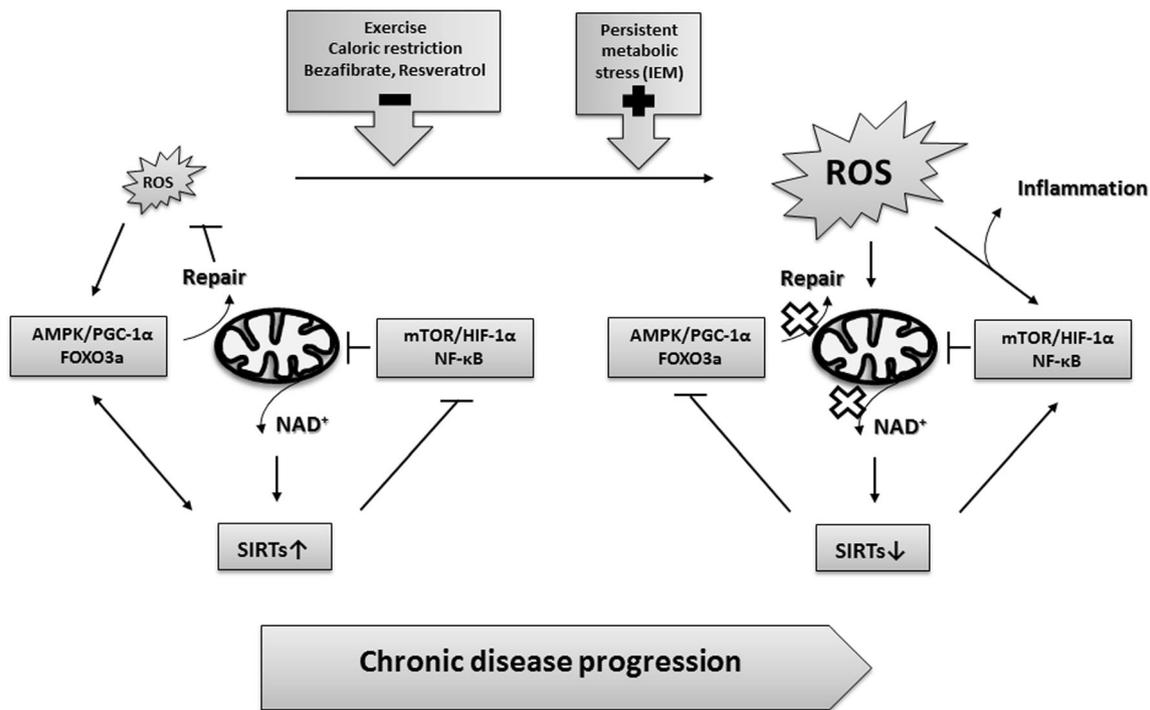 Exercise
Caloric restriction
Bezafibrate, Resveratrol
Persistent
metabolic
stress (IEM)
ROS
ROS
Inflammation
Repair
AMPK/PGC-1α
FOXO3a
mTOR/HIF-1α
NF-κB
NAD⁺
SIRTs↑
Repair
AMPK/PGC-1α
FOXO3a
mTOR/HIF-1α
NF-κB
NAD⁺
SIRTs↓
Chronic disease progression